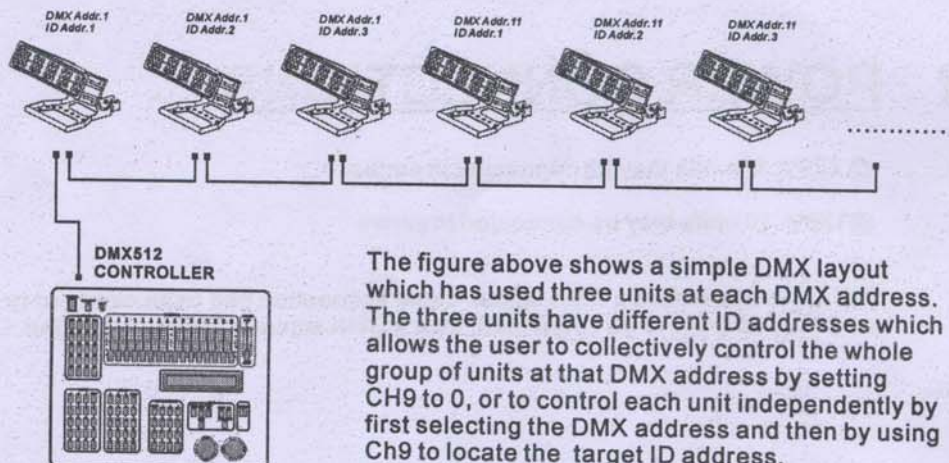 DMX Addr.1
ID Addr.1
DMX Addr.1
ID Addr.2
DMX Addr.1
ID Addr.3
DMX Addr.11
ID Addr.1
DMX Addr.11
ID Addr.2
DMX Addr.11
ID Addr.3
DMX512
CONTROLLER
The figure above shows a simple DMX layout
which has used three units at each DMX address.
The three units have different ID addresses which
allows the user to collectively control the whole
group of units at that DMX address by setting
CH9 to 0, or to control each unit independently by
first selecting the DMX address and then by using
Ch9 to locate the target ID address.